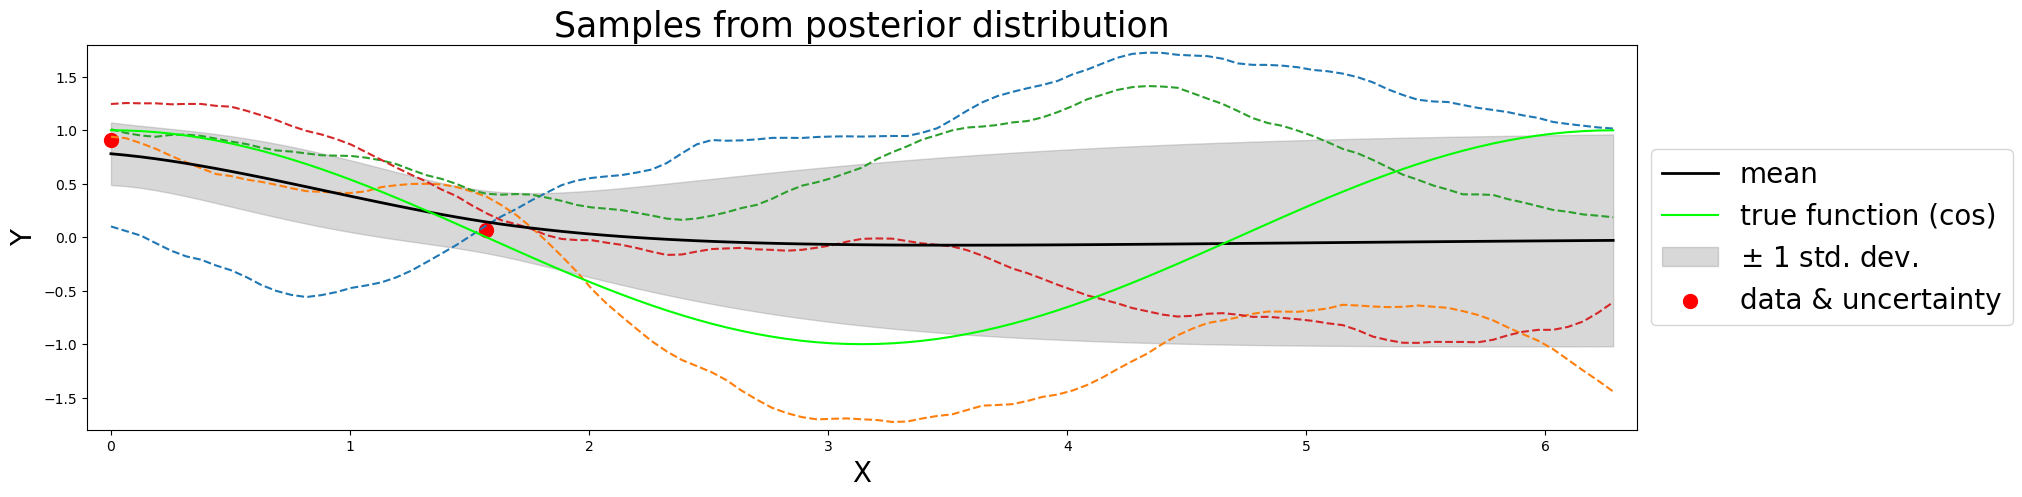 Samples from posterior distribution
Y
1.5
1.0
0.5
0.0
−0.5
−1.0
−1.5
0 1 2 3 4 5 6
X
mean
true function (cos)
± 1 std. dev.
data & uncertainty